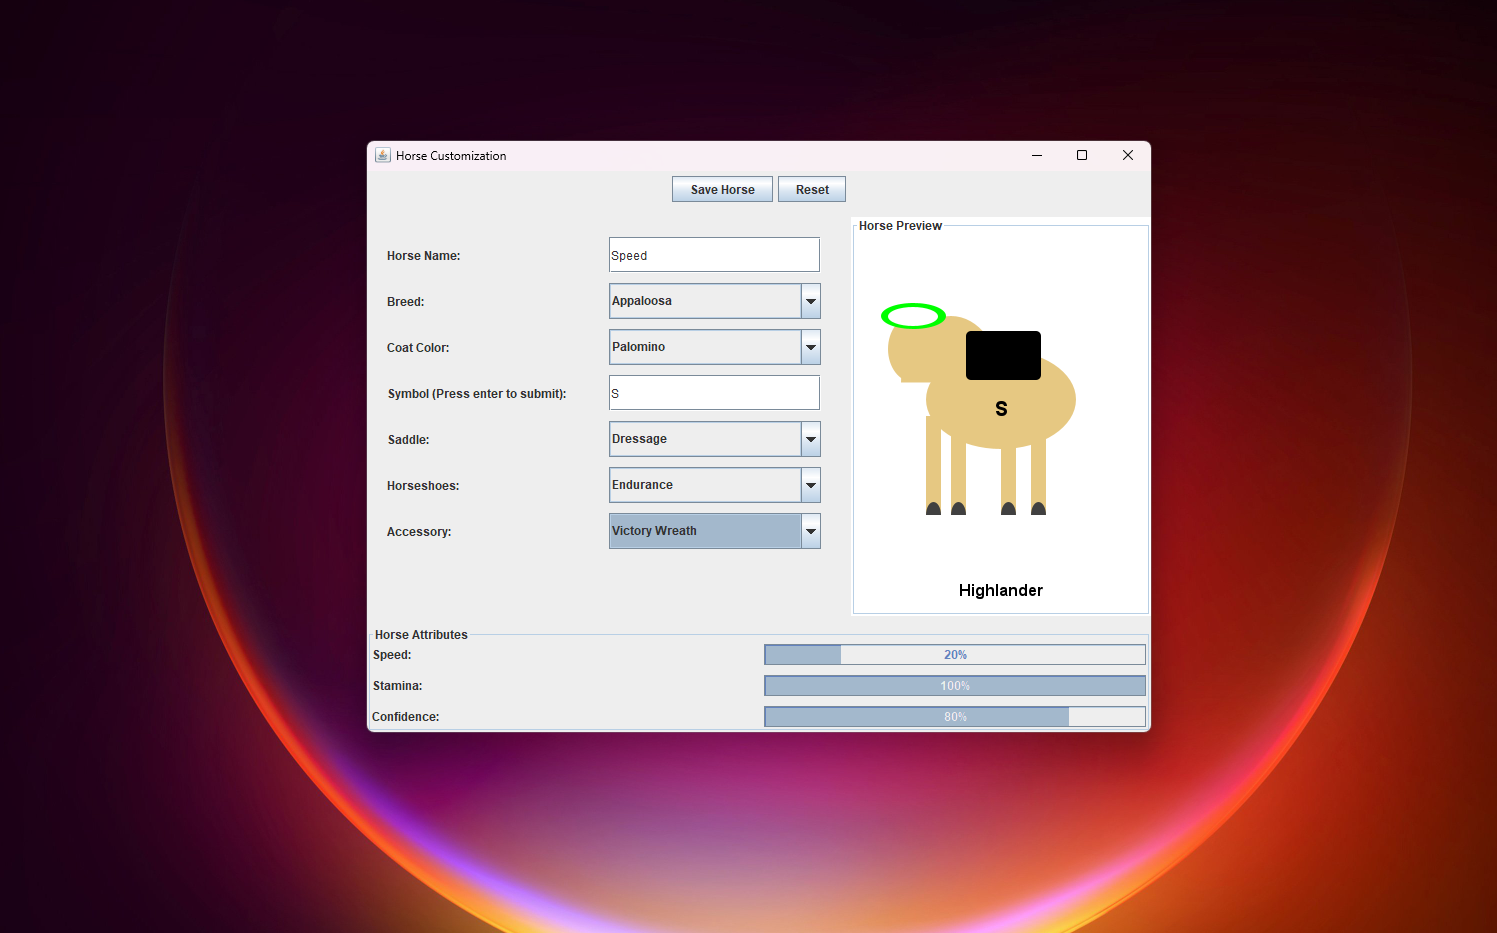 Horse Customization
Save Horse Reset
Horse Preview
Horse Name: Speed
Breed: Appaloosa
Coat Color: Palomino
Symbol (Press enter to submit): S
S
Saddle: Dressage
Horseshoes: Endurance
Accessory: Victory Wreath
Highlander
Horse Attributes
Speed: 20%
Stamina: 100%
Confidence: 80%